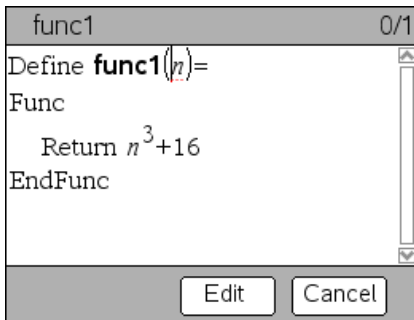 func1 0/1
Define func1(n)=
Func
Return n³+16
EndFunc
Edit Cancel